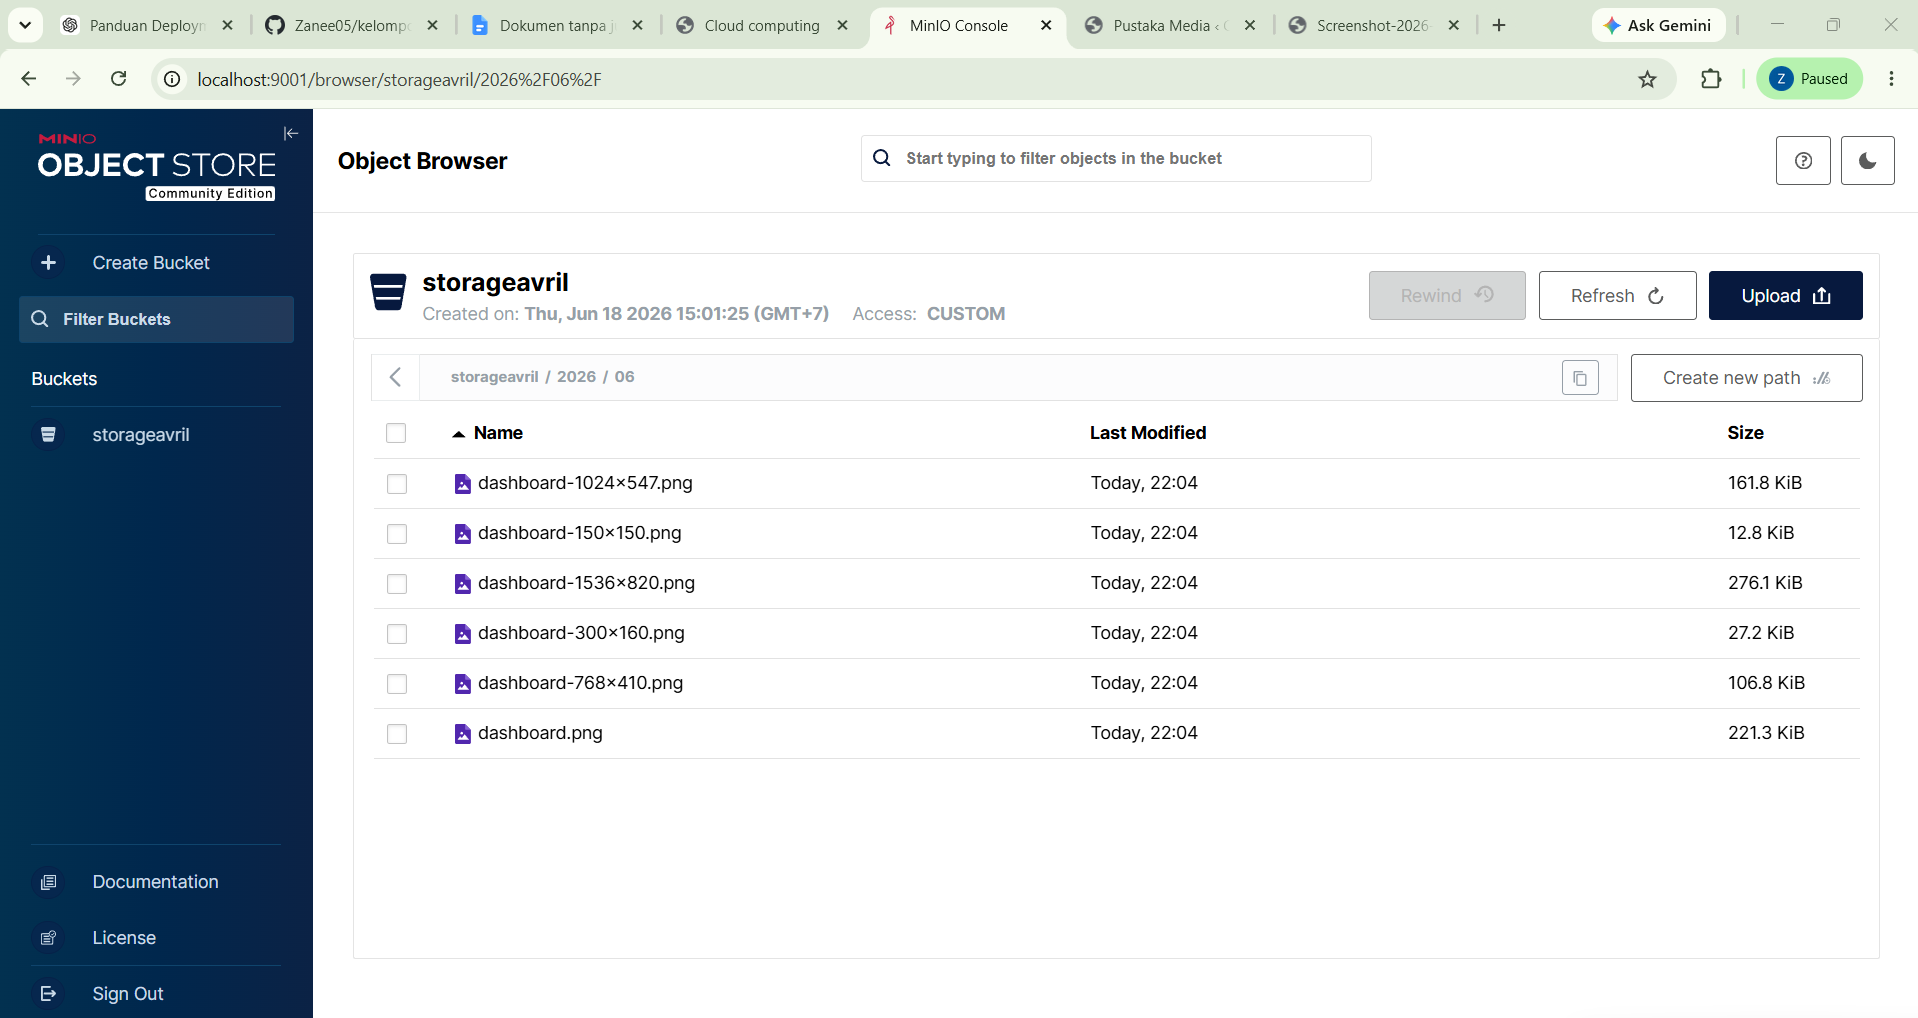 Panduan Deploym
Zanee05/kelompo
Dokumen tanpa ju
Cloud computing
MinIO Console
Pustaka Media ‹
Screenshot-2026-
Ask Gemini
localhost:9001/browser/storageavril/2026%2F06%2F
Z Paused
MINIO
OBJECT STORE
Community Edition
Create Bucket
Filter Buckets
Buckets
storageavril
Documentation
License
Sign Out
Object Browser
Start typing to filter objects in the bucket
storageavril
Created on: Thu, Jun 18 2026 15:01:25 (GMT+7) Access: CUSTOM
Rewind
Refresh
Upload
storageavril / 2026 / 06
Create new path
Name Last Modified Size
dashboard-1024×547.png Today, 22:04 161.8 KiB
dashboard-150×150.png Today, 22:04 12.8 KiB
dashboard-1536×820.png Today, 22:04 276.1 KiB
dashboard-300×160.png Today, 22:04 27.2 KiB
dashboard-768×410.png Today, 22:04 106.8 KiB
dashboard.png Today, 22:04 221.3 KiB